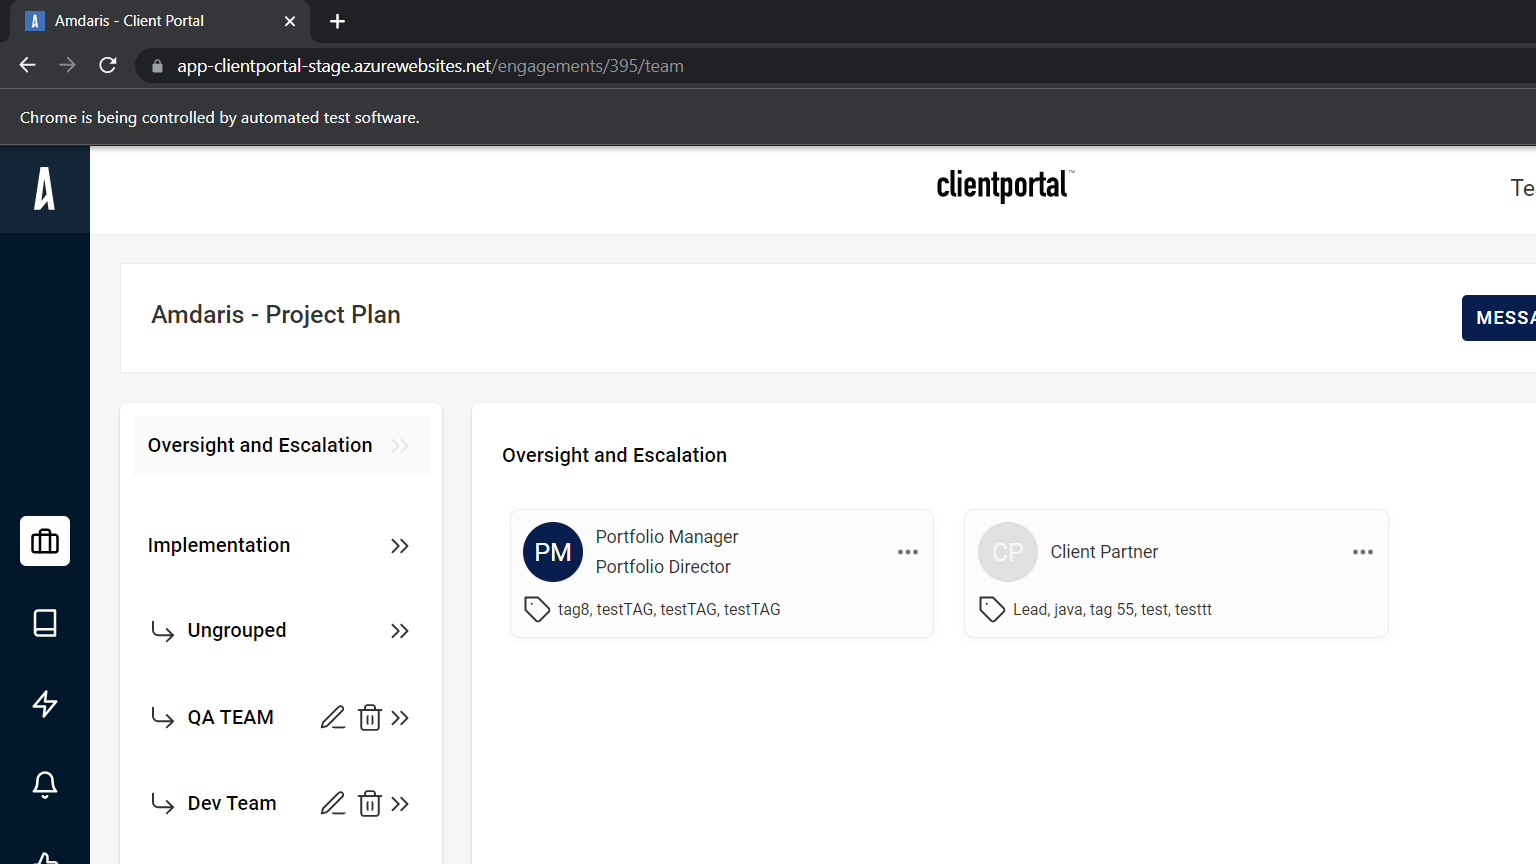 Amdaris - Client Portal
app-clientportal-stage.azurewebsites.net/engagements/395/team
Chrome is being controlled by automated test software.
clientportal™
Te
Amdaris - Project Plan
MESSA
Oversight and Escalation
Implementation
Ungrouped
QA TEAM
Dev Team
Oversight and Escalation
PM
Portfolio Manager
Portfolio Director
tag8, testTAG, testTAG, testTAG
CP
Client Partner
Lead, java, tag 55, test, testtt